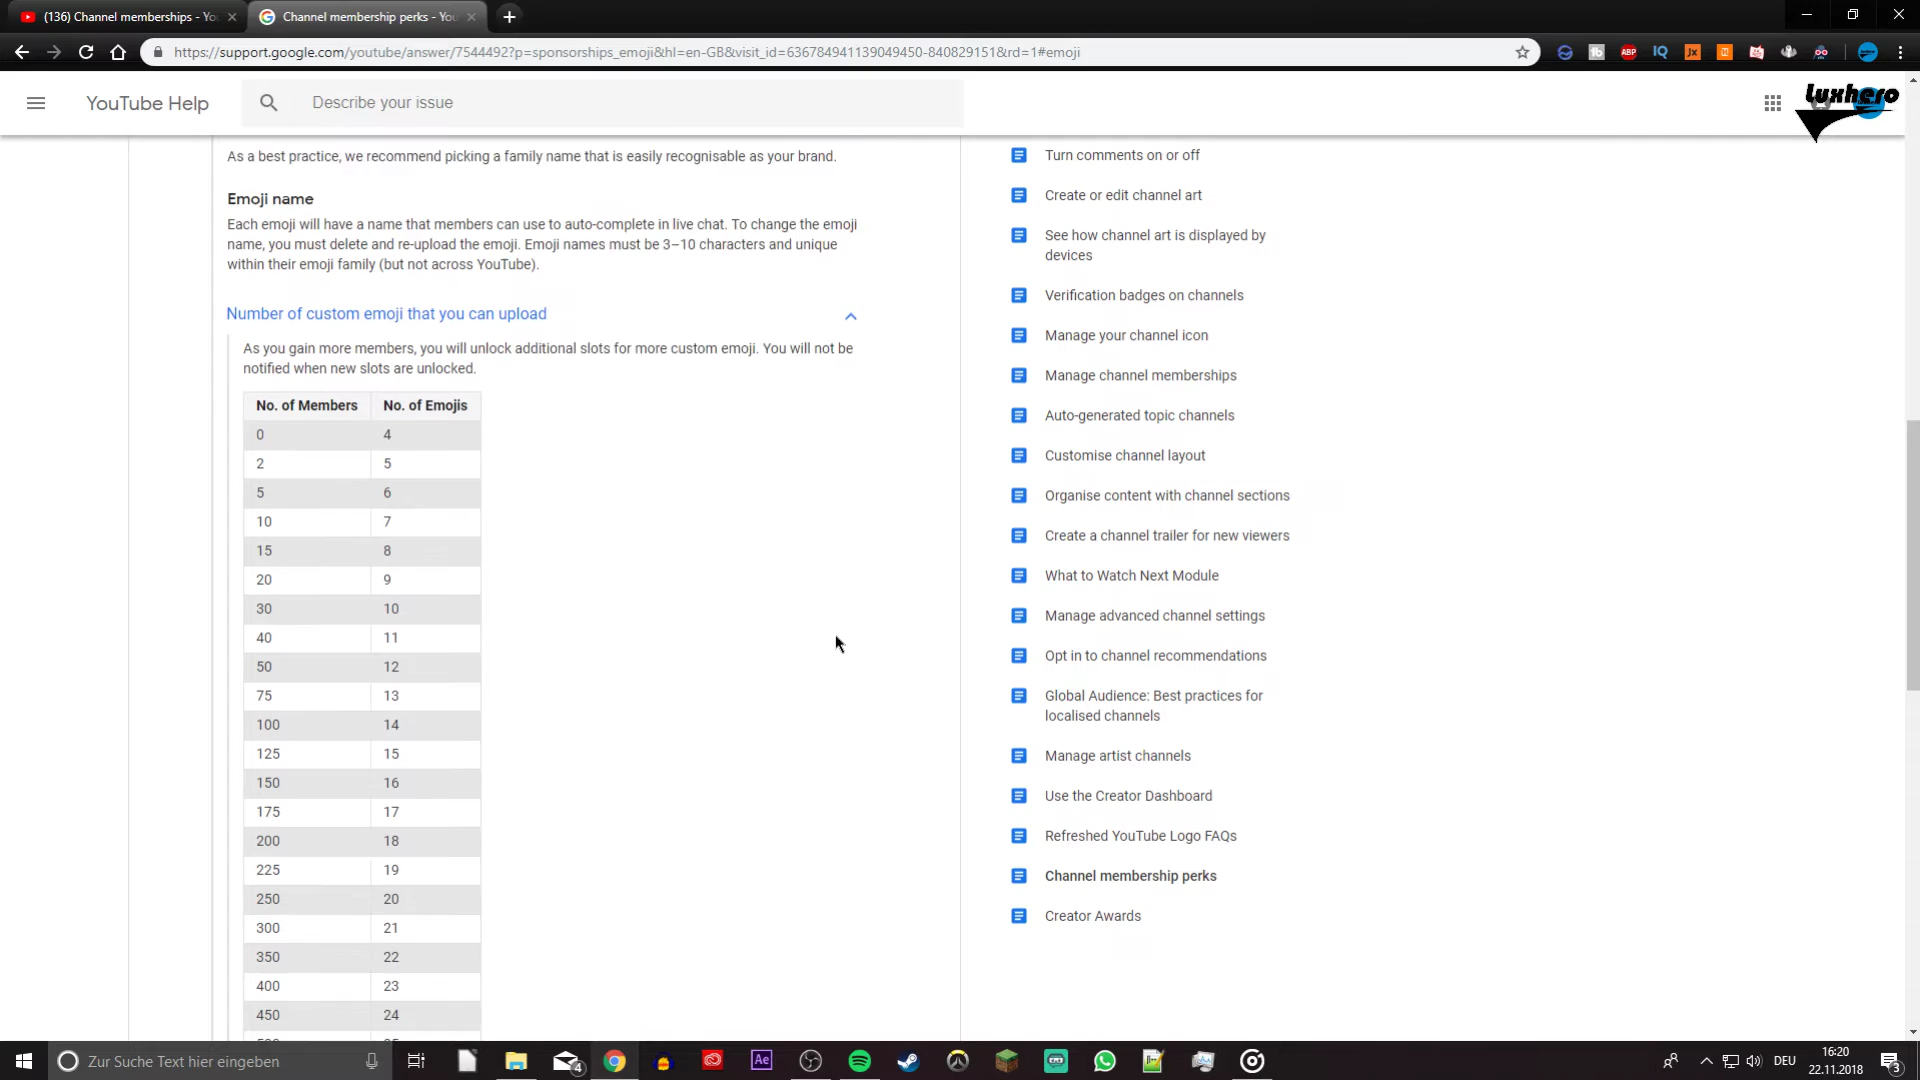 (136) Channel memberships - Yo
Channel membership perks - You
https://support.google.com/youtube/answer/7544492?p=sponsorships_emoji&hl=en-GB&visit_id=636784941139049450-840829151&rd=1#emoji
ABP
IQ
Jx
YouTube Help
Describe your issue
Luxhero
As a best practice, we recommend picking a family name that is easily recognisable as your brand.
Emoji name
Each emoji will have a name that members can use to auto-complete in live chat. To change the emoji
name, you must delete and re-upload the emoji. Emoji names must be 3–10 characters and unique
within their emoji family (but not across YouTube).
Number of custom emoji that you can upload
As you gain more members, you will unlock additional slots for more custom emoji. You will not be
notified when new slots are unlocked.
No. of Members No. of Emojis
0 4
2 5
5 6
10 7
15 8
20 9
30 10
40 11
50 12
75 13
100 14
125 15
150 16
175 17
200 18
225 19
250 20
300 21
350 22
400 23
450 24
Turn comments on or off
Create or edit channel art
See how channel art is displayed by
devices
Verification badges on channels
Manage your channel icon
Manage channel memberships
Auto-generated topic channels
Customise channel layout
Organise content with channel sections
Create a channel trailer for new viewers
What to Watch Next Module
Manage advanced channel settings
Opt in to channel recommendations
Global Audience: Best practices for
localised channels
Manage artist channels
Use the Creator Dashboard
Refreshed YouTube Logo FAQs
Channel membership perks
Creator Awards
Zur Suche Text hier eingeben
4
Ae
DEU
16:20
22.11.2018
3